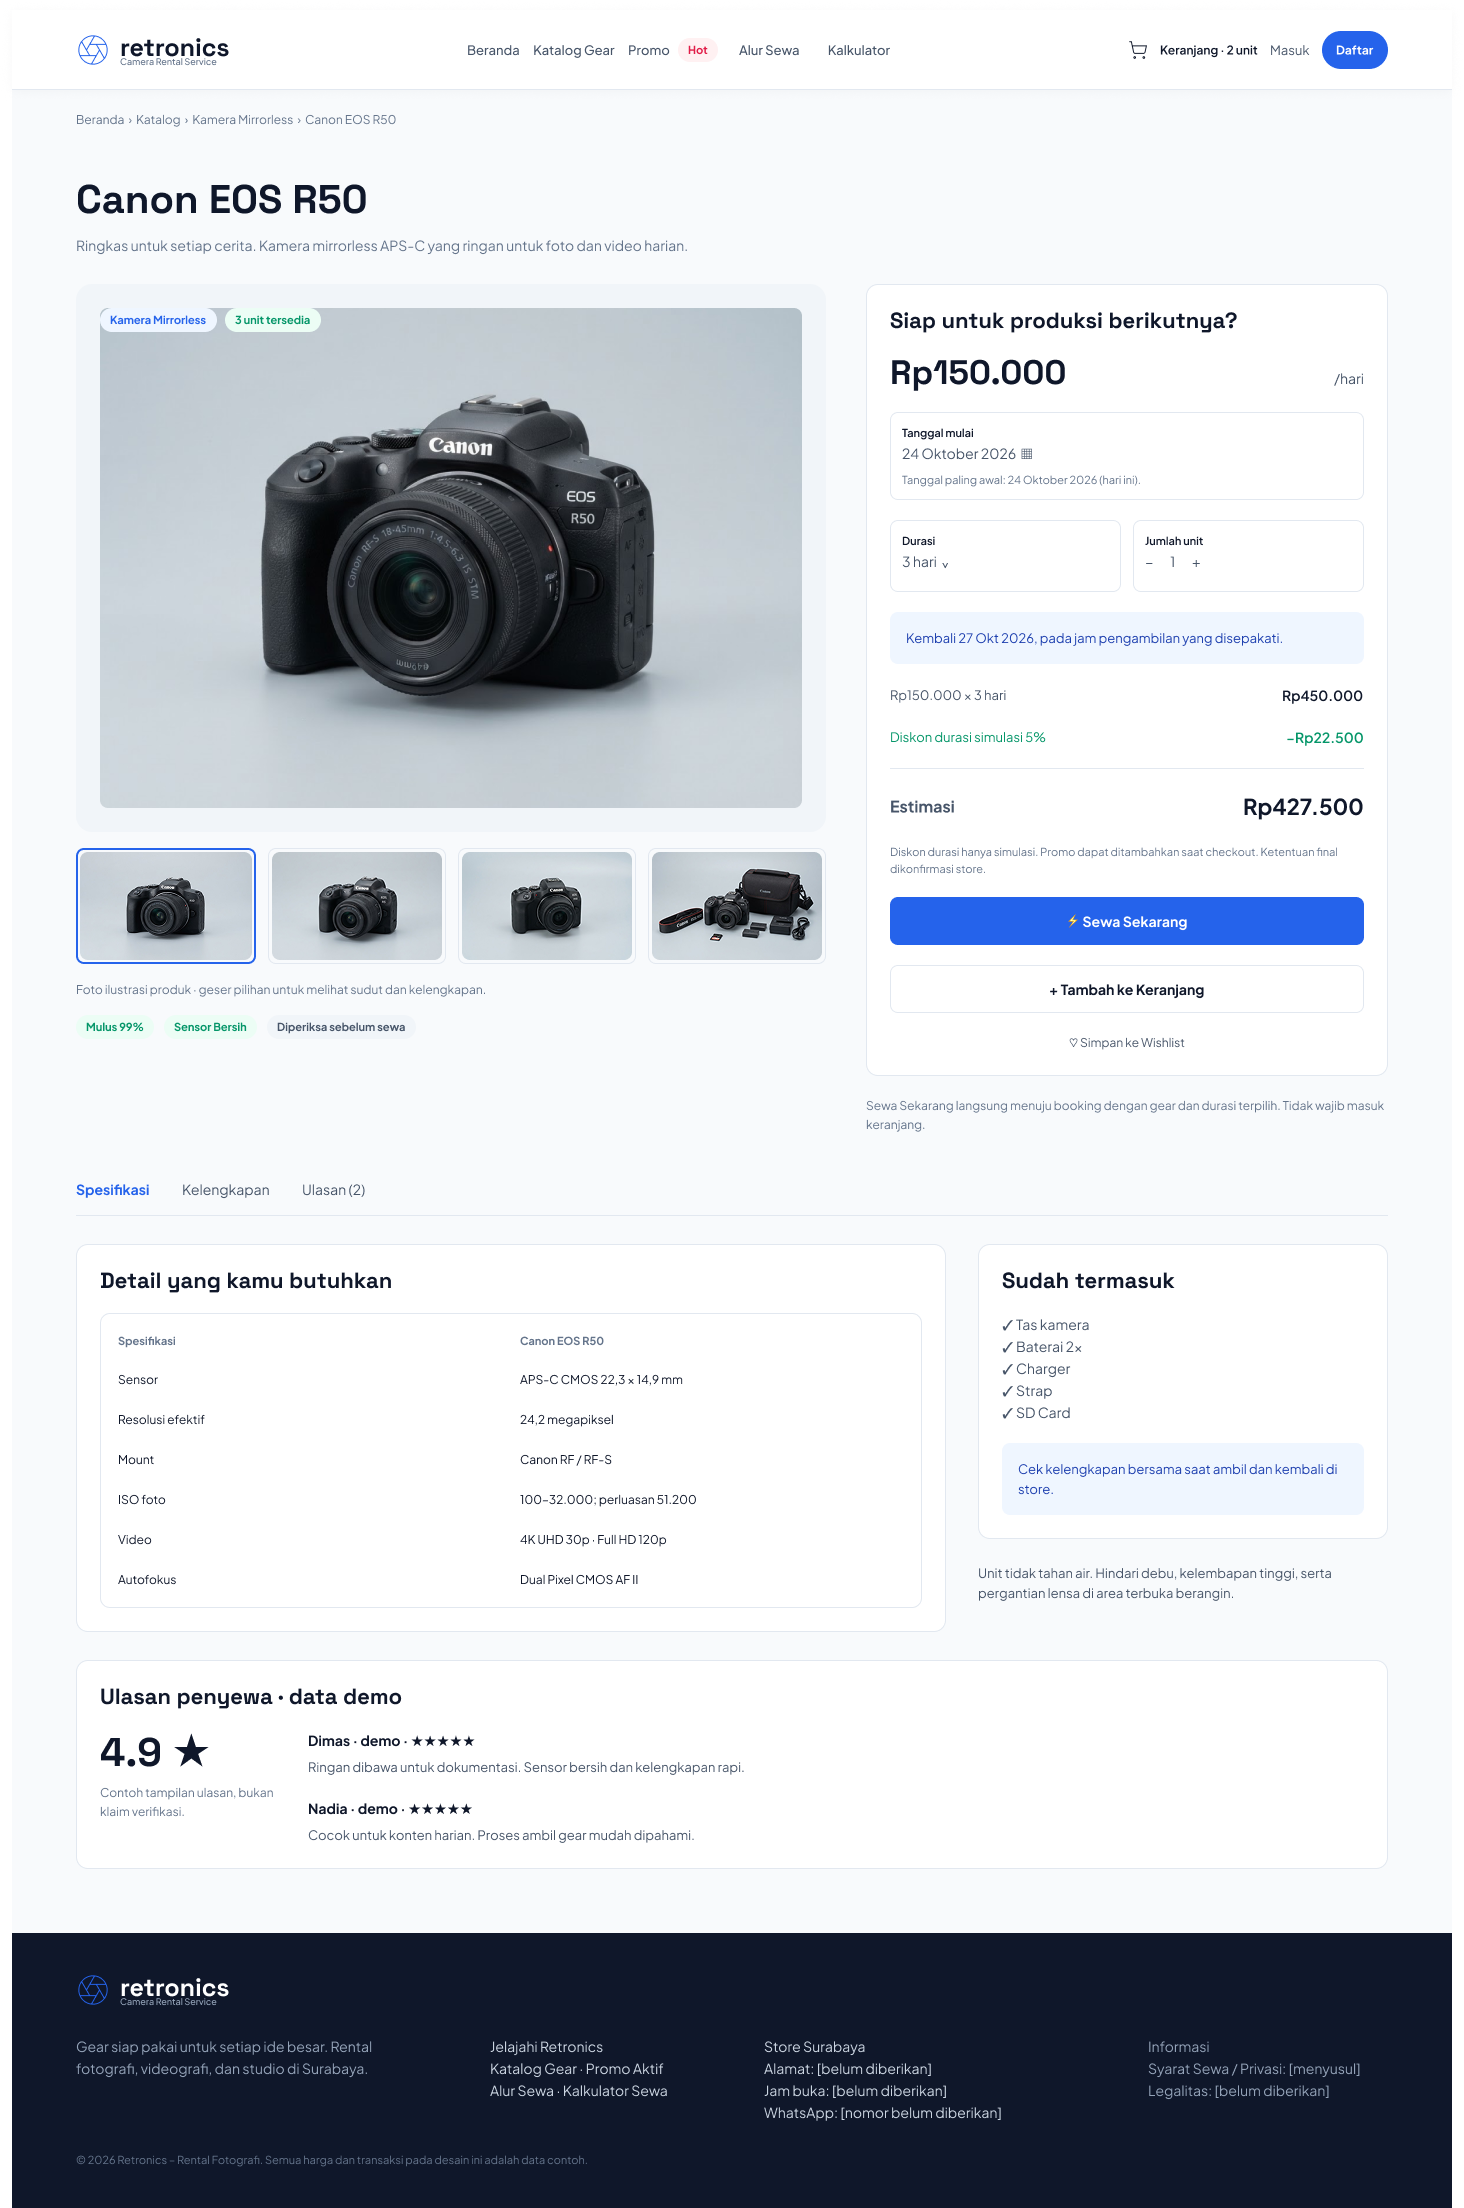 retronics
Camera Rental Service
Beranda Katalog Gear Promo Hot Alur Sewa Kalkulator
Keranjang · 2 unit Masuk Daftar
Beranda › Katalog › Kamera Mirrorless › Canon EOS R50
Canon EOS R50
Ringkas untuk setiap cerita. Kamera mirrorless APS-C yang ringan untuk foto dan video harian.
Kamera Mirrorless 3 unit tersedia
Canon
EOS
R50
Canon RF-S 18-45mm 1:4.5-6.3 IS STM
Foto ilustrasi produk · geser pilihan untuk melihat sudut dan kelengkapan.
Mulus 99% Sensor Bersih Diperiksa sebelum sewa
Siap untuk produksi berikutnya?
Rp150.000 /hari
Tanggal mulai
24 Oktober 2026
Tanggal paling awal: 24 Oktober 2026 (hari ini).
Durasi
3 hari
Jumlah unit
− 1 +
Kembali 27 Okt 2026, pada jam pengambilan yang disepakati.
Rp150.000 × 3 hari Rp450.000
Diskon durasi simulasi 5% −Rp22.500
Estimasi Rp427.500
Diskon durasi hanya simulasi. Promo dapat ditambahkan saat checkout. Ketentuan final
dikonfirmasi store.
⚡ Sewa Sekarang
+ Tambah ke Keranjang
♡ Simpan ke Wishlist
Sewa Sekarang langsung menuju booking dengan gear dan durasi terpilih. Tidak wajib masuk
keranjang.
Spesifikasi Kelengkapan Ulasan (2)
Detail yang kamu butuhkan
Spesifikasi Canon EOS R50
Sensor APS-C CMOS 22,3 × 14,9 mm
Resolusi efektif 24,2 megapiksel
Mount Canon RF / RF-S
ISO foto 100–32.000; perluasan 51.200
Video 4K UHD 30p · Full HD 120p
Autofokus Dual Pixel CMOS AF II
Sudah termasuk
✓ Tas kamera
✓ Baterai 2×
✓ Charger
✓ Strap
✓ SD Card
Cek kelengkapan bersama saat ambil dan kembali di
store.
Unit tidak tahan air. Hindari debu, kelembapan tinggi, serta
pergantian lensa di area terbuka berangin.
Ulasan penyewa · data demo
4.9 ★
Contoh tampilan ulasan, bukan
klaim verifikasi.
Dimas · demo · ★★★★★
Ringan dibawa untuk dokumentasi. Sensor bersih dan kelengkapan rapi.
Nadia · demo · ★★★★★
Cocok untuk konten harian. Proses ambil gear mudah dipahami.
retronics
Camera Rental Service
Gear siap pakai untuk setiap ide besar. Rental
fotografi, videografi, dan studio di Surabaya.
Jelajahi Retronics
Katalog Gear · Promo Aktif
Alur Sewa · Kalkulator Sewa
Store Surabaya
Alamat: [belum diberikan]
Jam buka: [belum diberikan]
WhatsApp: [nomor belum diberikan]
Informasi
Syarat Sewa / Privasi: [menyusul]
Legalitas: [belum diberikan]
© 2026 Retronics – Rental Fotografi. Semua harga dan transaksi pada desain ini adalah data contoh.